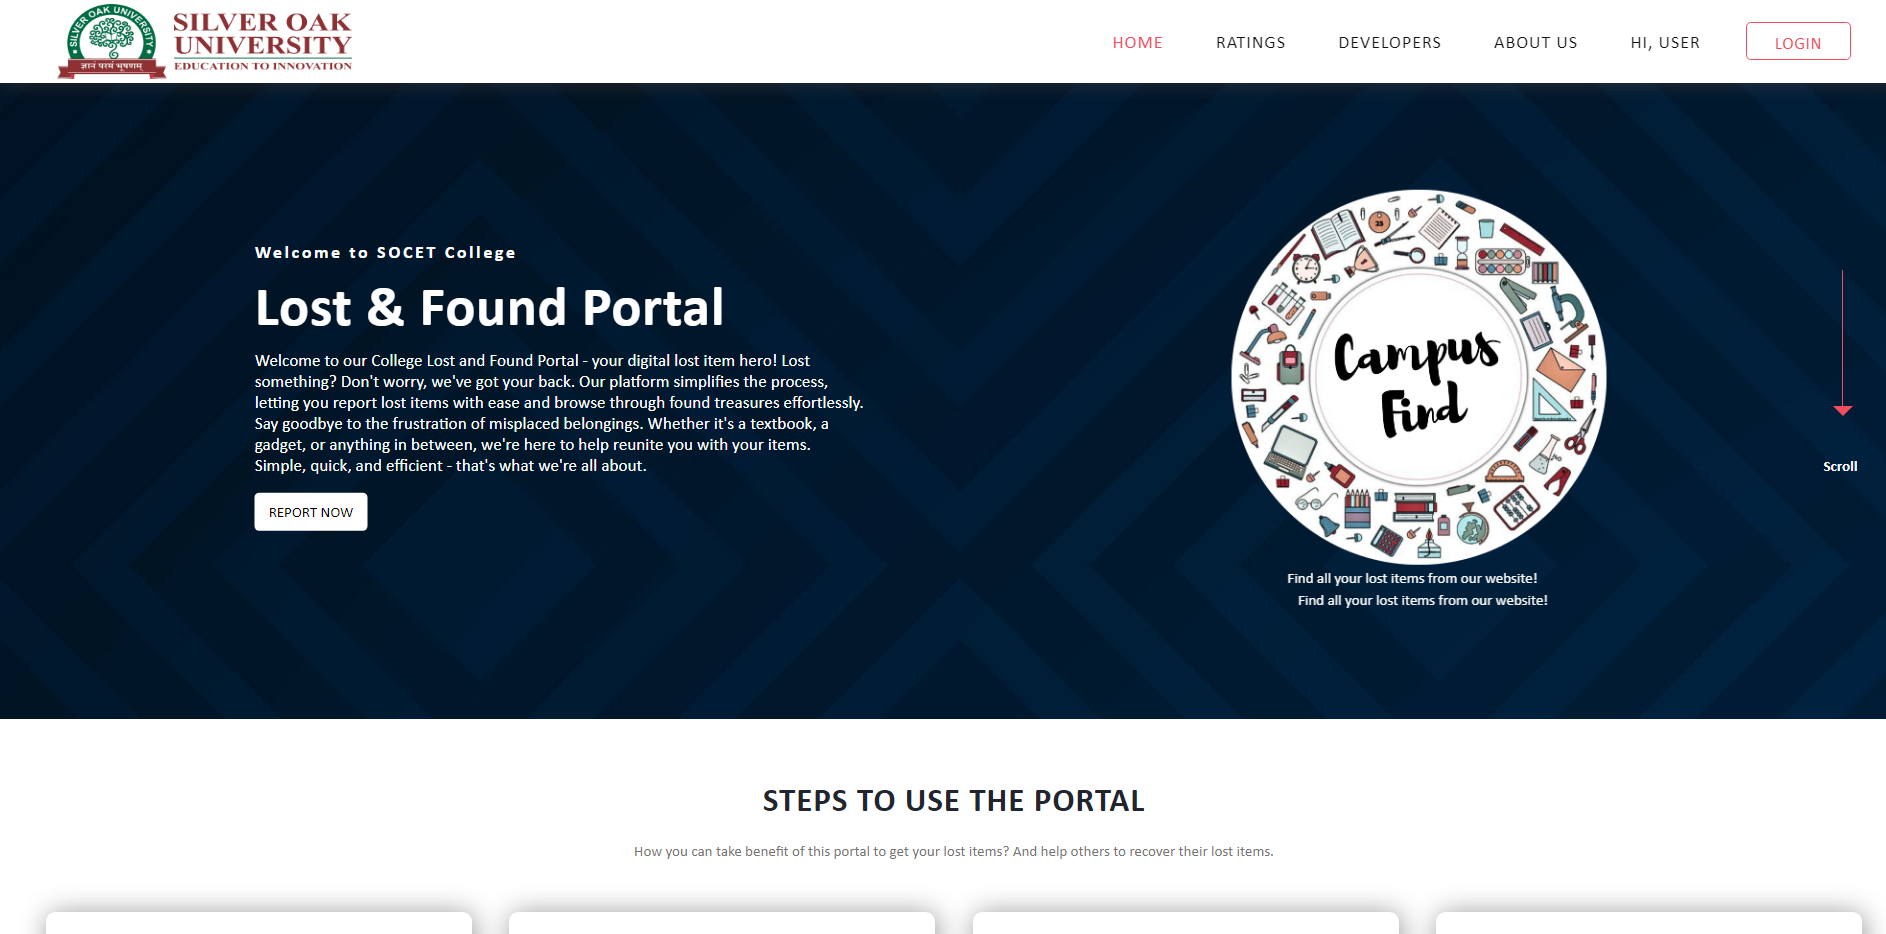 SILVER OAK UNIVERSITY
ज्ञानं परमं भूषणम्
SILVER OAK
UNIVERSITY
EDUCATION TO INNOVATION
HOME
RATINGS
DEVELOPERS
ABOUT US
HI, USER
LOGIN
Welcome to SOCET College
Lost & Found Portal
Welcome to our College Lost and Found Portal - your digital lost item hero! Lost
something? Don't worry, we've got your back. Our platform simplifies the process,
letting you report lost items with ease and browse through found treasures effortlessly.
Say goodbye to the frustration of misplaced belongings. Whether it's a textbook, a
gadget, or anything in between, we're here to help reunite you with your items.
Simple, quick, and efficient - that's what we're all about.
REPORT NOW
Campus
Find
Find all your lost items from our website!
Find all your lost items from our website!
Scroll
STEPS TO USE THE PORTAL
How you can take benefit of this portal to get your lost items? And help others to recover their lost items.